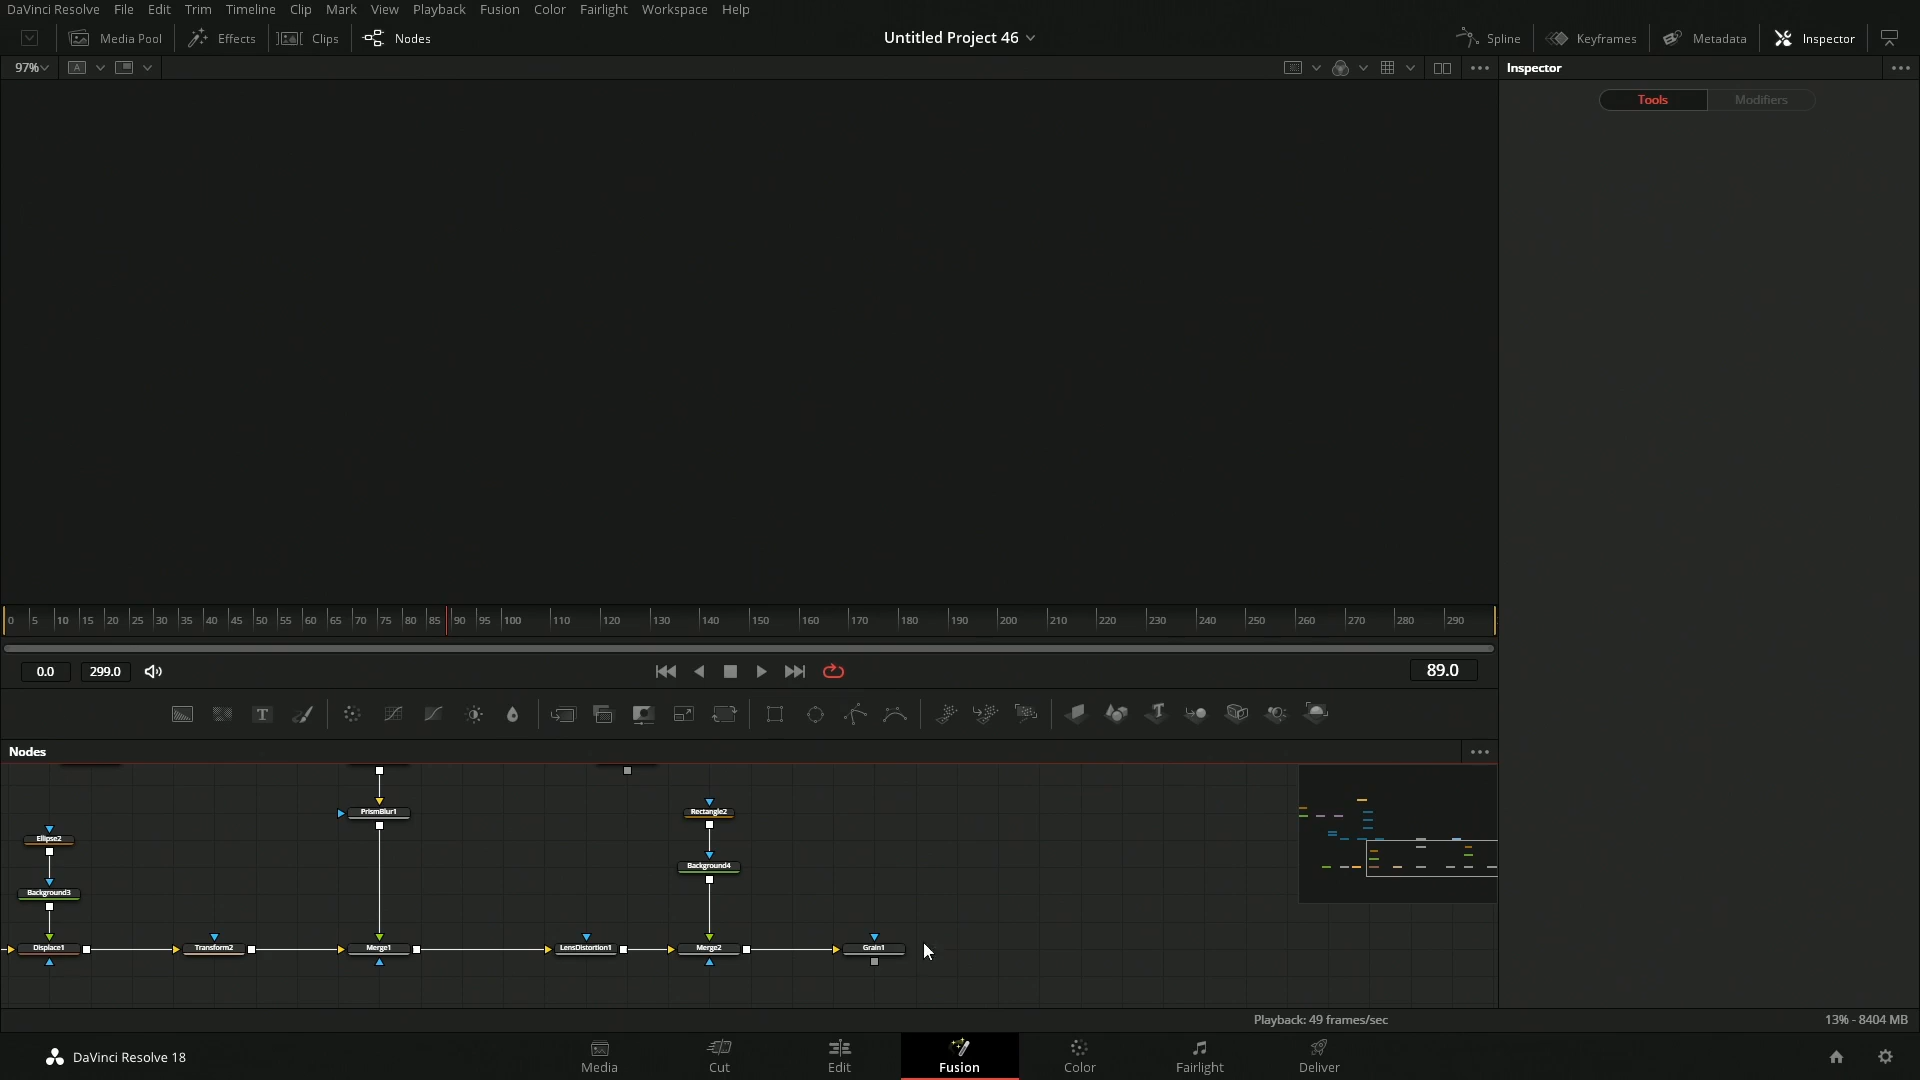 DaVinci Resolve File Edit Trim Timeline Clip Mark View Playback Fusion Color Fairlight Workspace Help
Media Pool Effects Clips Nodes Untitled Project 46 Spline Keyframes Metadata Inspector
97% A Inspector
Tools Modifiers
0 5 10 15 20 25 30 35 40 45 50 55 60 65 70 75 80 85 90 95 100 110 120 130 140 150 160 170 180 190 200 210 220 230 240 250 260 270 280 290
0.0 299.0 89.0
T T
Nodes
PrismBlur1 Rectangle2
Ellipse2
Background4
Background3
Displace1 Transform2 Merge1 LensDistortion1 Merge2 Grain1
Playback: 49 frames/sec 13% - 8404 MB
DaVinci Resolve 18 Media Cut Edit Fusion Color Fairlight Deliver